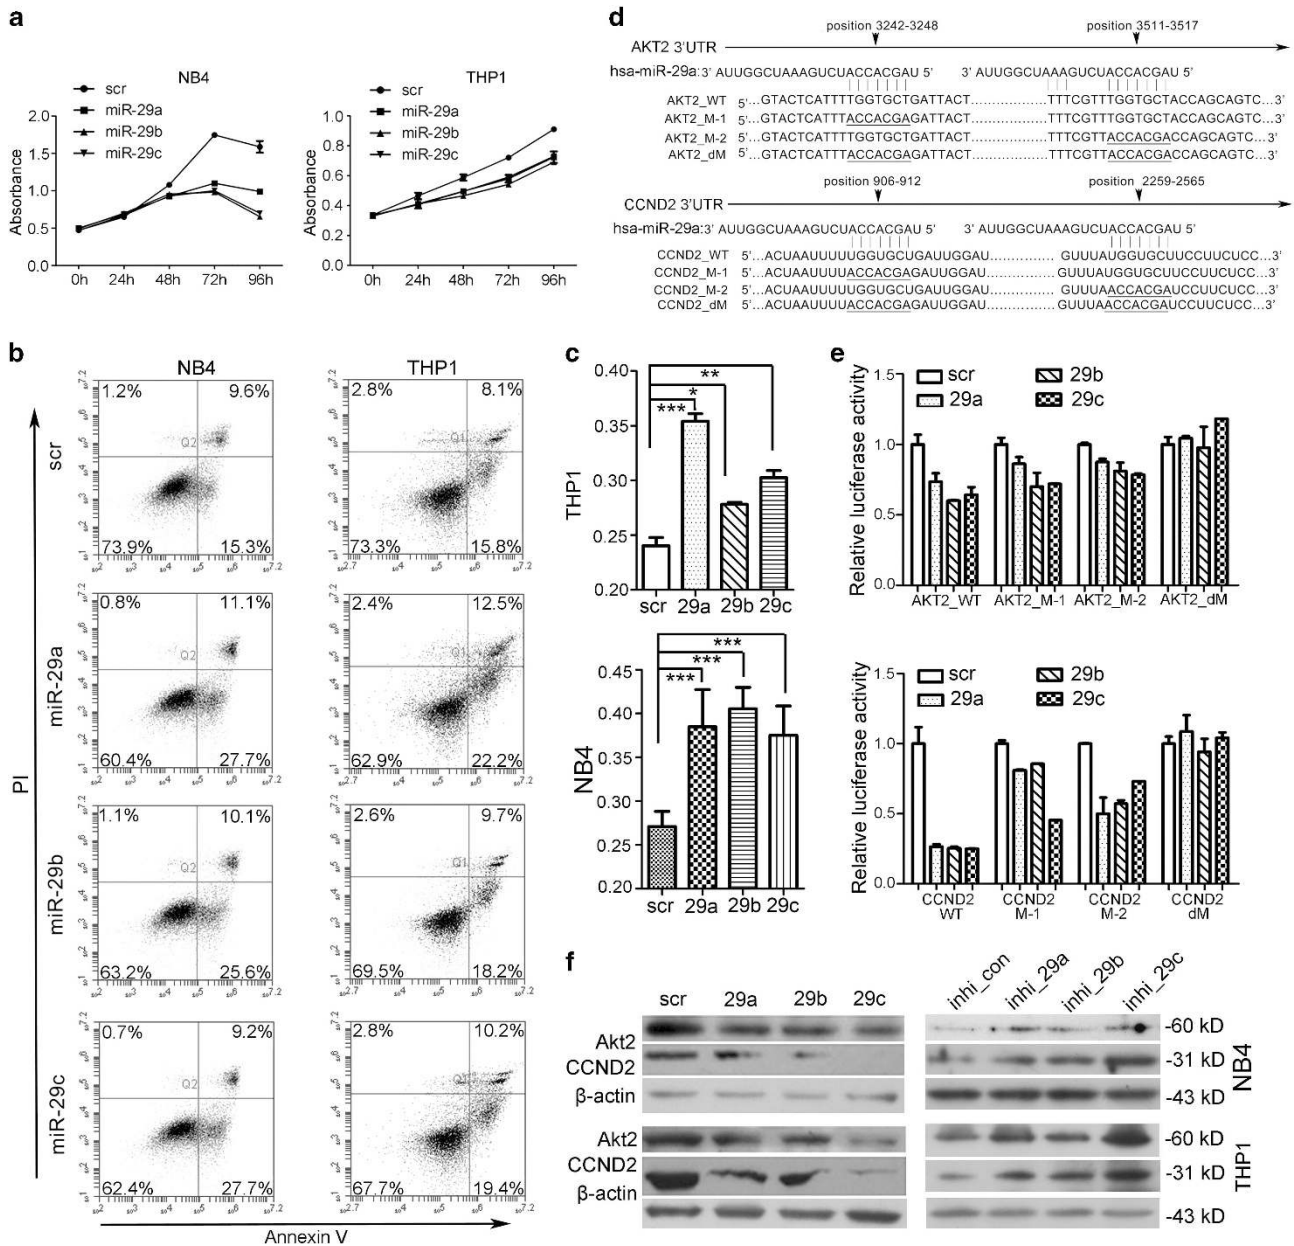 a
NB4
scr
miR-29a
miR-29b
miR-29c
Absorbance
2.0
1.5
1.0
0.5
0.0
0h 24h 48h 72h 96h
THP1
scr
miR-29a
miR-29b
miR-29c
Absorbance
1.0
0.8
0.6
0.4
0.2
0.0
0h 24h 48h 72h 96h
d
position 3242-3248 position 3511-3517
AKT2 3'UTR
hsa-miR-29a:3' AUUGGCUAAAGUCUACCACGAU 5' 3' AUUGGCUAAAGUCUACCACGAU 5'
AKT2_WT 5'...GTACTCATTTTGGTGCTGATTACT..................TTTCGTTTGGTGCTACCAGCAGTC...3'
AKT2_M-1 5'...GTACTCATTTACCACGAGATTACT..................TTTCGTTTGGTGCTACCAGCAGTC...3'
AKT2_M-2 5'...GTACTCATTTTGGTGCTGATTACT..................TTTCGTTACCACGACCAGCAGTC...3'
AKT2_dM 5'...GTACTCATTTACCACGAGATTACT..................TTTCGTTACCACGACCAGCAGTC...3'
position 906-912 position 2259-2565
CCND2 3'UTR
hsa-miR-29a:3' AUUGGCUAAAGUCUACCACGAU 5' 3' AUUGGCUAAAGUCUACCACGAU 5'
CCND2_WT 5'...ACUAAUUUUUGGUGCUGAUUGGAU............... GUUUAUGGUGCUUCCUUCUCC...3'
CCND2_M-1 5'...ACUAAUUUUACCACGAGAUUGGAU............... GUUUAUGGUGCUUCCUUCUCC...3'
CCND2_M-2 5'...ACUAAUUUUUGGUGCUGAUUGGAU............... GUUUAACCACGAUCCUUCUCC...3'
CCND2_dM 5'...ACUAAUUUUACCACGAGAUUGGAU............... GUUUAACCACGAUCCUUCUCC...3'
b
NB4 THP1
scr
1.2% 9.6%
Q2
73.9% 15.3%
2.8% 8.1%
Q1
73.3% 15.8%
miR-29a
0.8% 11.1%
Q2
60.4% 27.7%
2.4% 12.5%
Q1
62.9% 22.2%
miR-29b
1.1% 10.1%
Q2
63.2% 25.6%
2.6% 9.7%
Q1
69.5% 18.2%
miR-29c
0.7% 9.2%
Q2
62.4% 27.7%
2.8% 10.2%
67.7% 19.4%
PI
Annexin V
c
THP1
0.40
0.35
0.30
0.25
0.20
**
*
***
scr 29a 29b 29c
NB4
0.45
0.40
0.35
0.30
0.25
0.20
***
***
***
scr 29a 29b 29c
e
Relative luciferase activity
1.5
1.0
0.5
0.0
scr 29b
29a 29c
AKT2_WT AKT2_M-1 AKT2_M-2 AKT2_dM
Relative luciferase activity
1.5
1.0
0.5
0.0
scr 29b
29a 29c
CCND2 CCND2 CCND2 CCND2
WT M-1 M-2 dM
f
scr 29a 29b 29c
inhi_con inhi_29a inhi_29b inhi_29c
Akt2 -60 kD
CCND2 -31 kD
β-actin -43 kD
NB4
Akt2 -60 kD
CCND2 -31 kD
β-actin -43 kD
THP1